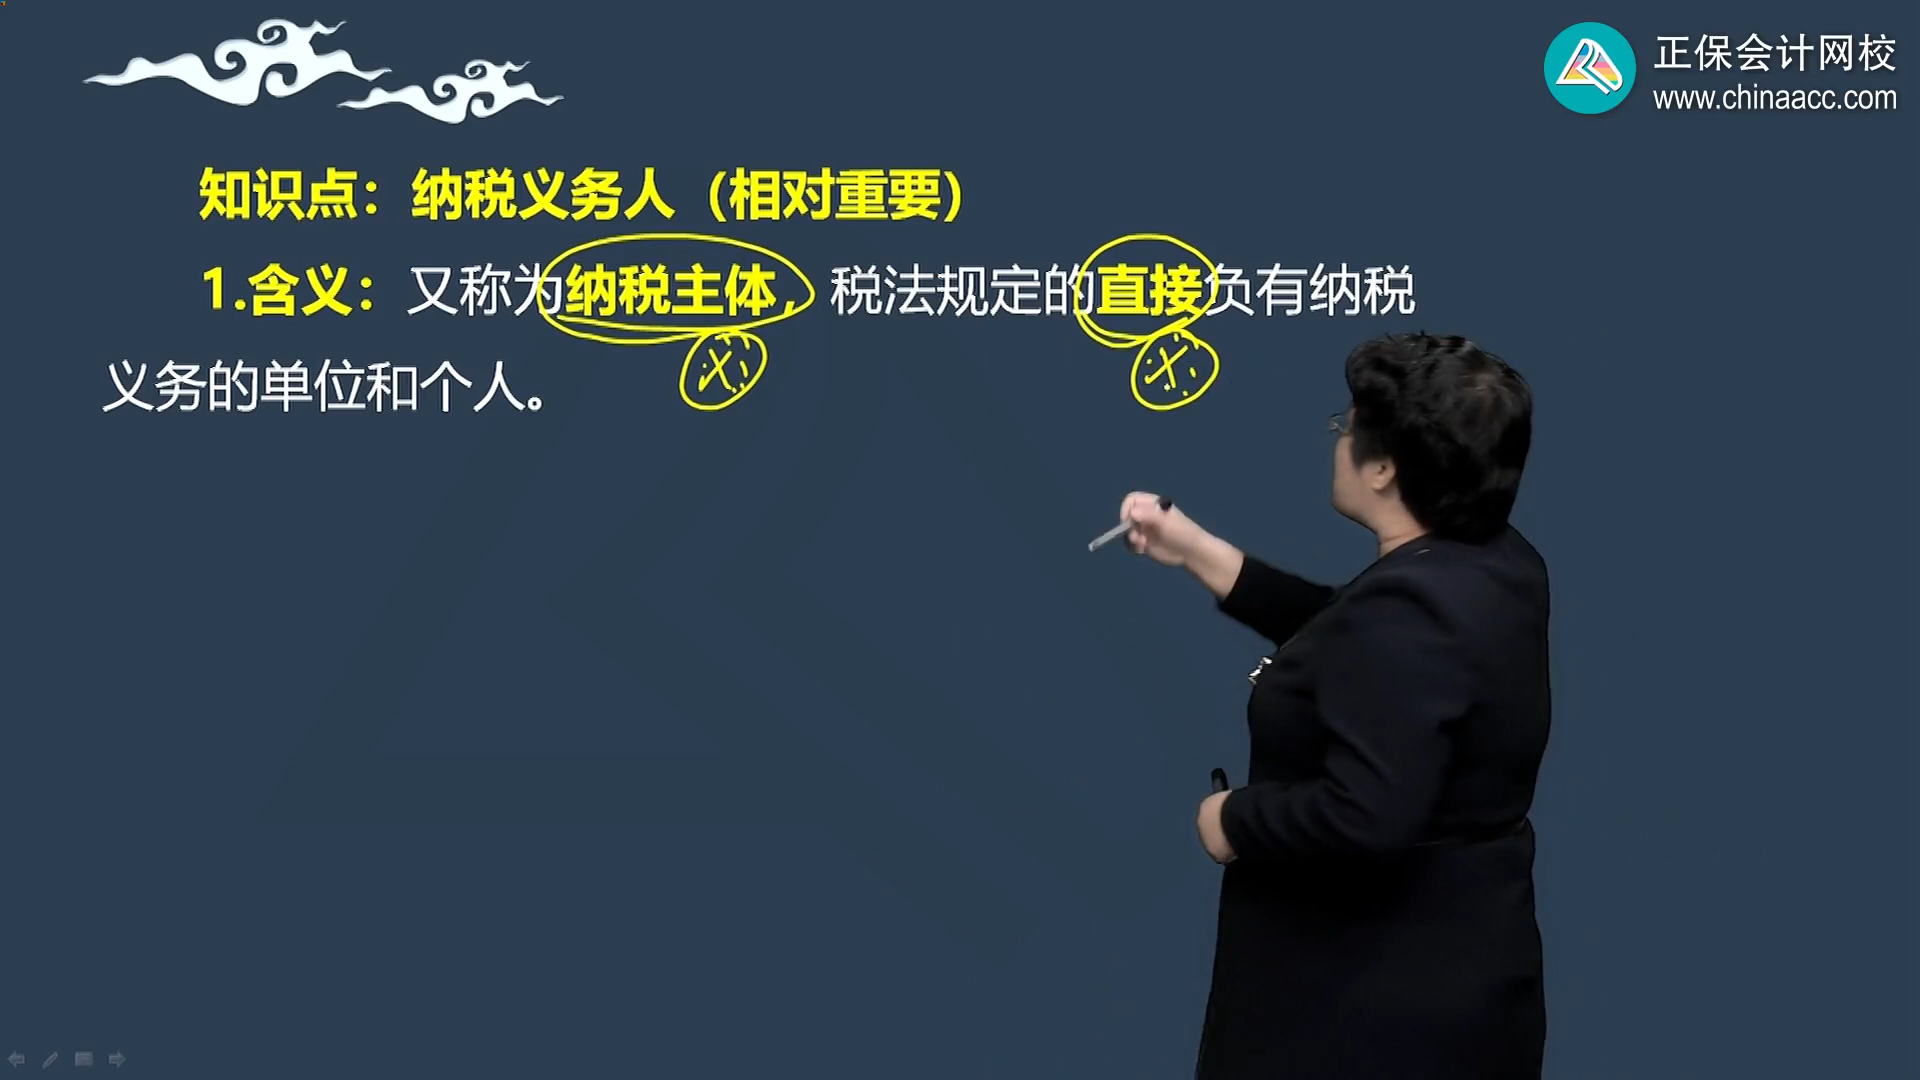 正保会计网校
www.chinaacc.com
知识点：纳税义务人（相对重要）
1.含义：又称为纳税主体，税法规定的直接负有纳税
义务的单位和个人。